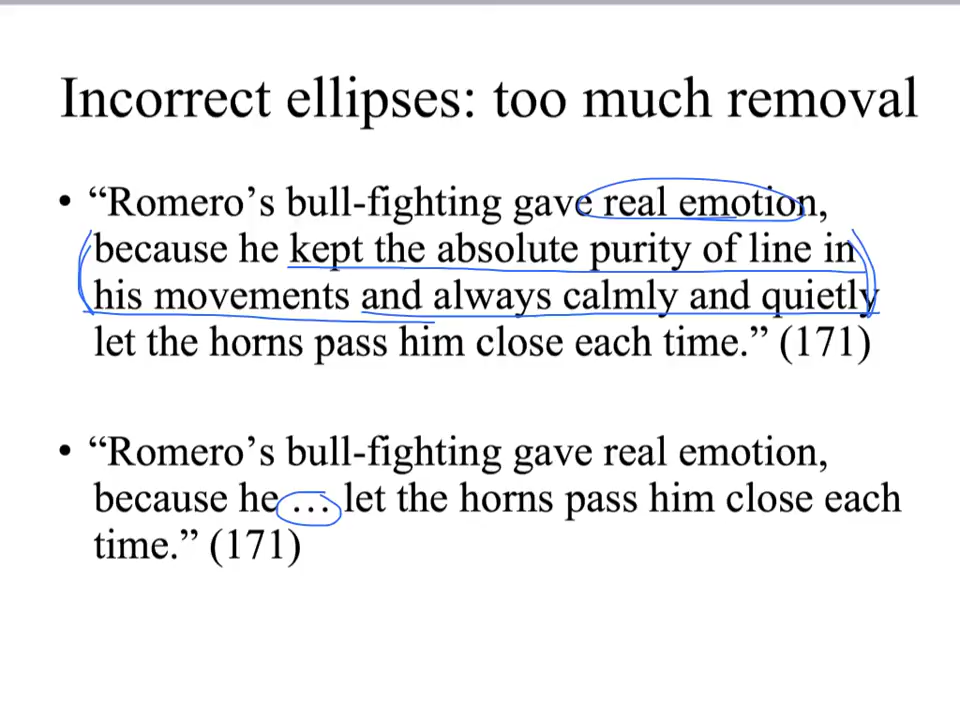 Incorrect ellipses: too much removal
• “Romero’s bull-fighting gave real emotion,
because he kept the absolute purity of line in
his movements and always calmly and quietly
let the horns pass him close each time.” (171)
• “Romero’s bull-fighting gave real emotion,
because he … let the horns pass him close each
time.” (171)